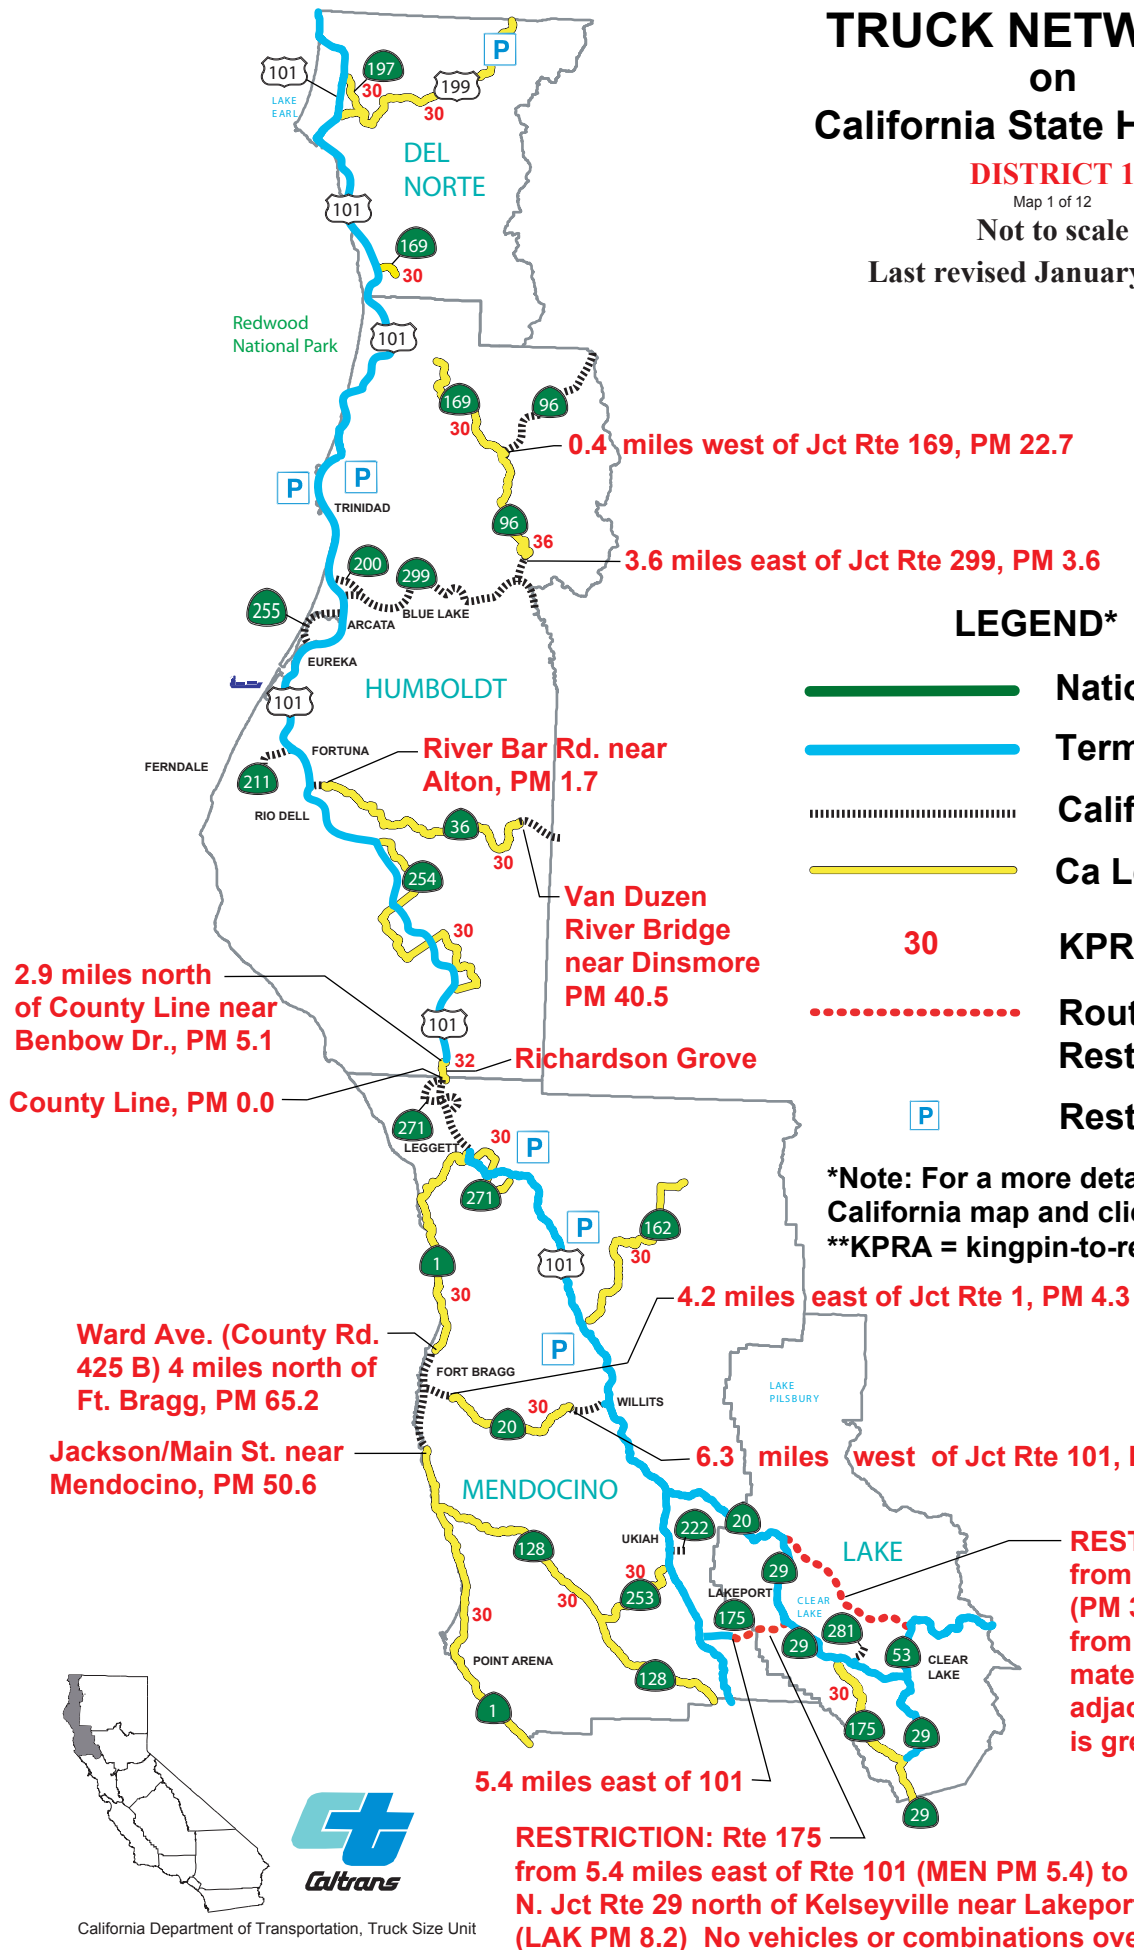 TRUCK NETW
on
California State H
DISTRICT 1
Map 1 of 12
Not to scale
Last revised January
P
197
101
30
199
LAKE
EARL
30
DEL
NORTE
101
169
30
Redwood
National Park
101
169
96
30
0.4 miles west of Jct Rte 169, PM 22.7
P
P
TRINIDAD
96
36
3.6 miles east of Jct Rte 299, PM 3.6
200
299
255
BLUE LAKE
ARCATA
EUREKA
HUMBOLDT
101
LEGEND*
Natio
Term
Calif
Ca L
30
KPR
Rout
Rest
P
Rest
*Note: For a more deta
California map and clic
**KPRA = kingpin-to-re
FORTUNA
River Bar Rd. near
Alton, PM 1.7
FERNDALE
211
RIO DELL
36
30
254
Van Duzen
River Bridge
near Dinsmore
PM 40.5
30
2.9 miles north
of County Line near
Benbow Dr., PM 5.1
101
32
Richardson Grove
County Line, PM 0.0
271
LEGGETT
30
P
271
162
P
30
1
101
30
4.2 miles east of Jct Rte 1, PM 4.3
Ward Ave. (County Rd.
425 B) 4 miles north of
Ft. Bragg, PM 65.2
P
FORT BRAGG
LAKE
PILSBURY
WILLITS
30
20
Jackson/Main St. near
Mendocino, PM 50.6
6.3 miles west of Jct Rte 101,
MENDOCINO
20
222
UKIAH
128
LAKE
29
30
253
30
LAKEPORT
CLEAR
LAKE
175
281
29
53
CLEAR
LAKE
30
POINT ARENA
128
1
30
175
29
29
REST
from
(PM 3
from
mate
adjac
is gre
5.4 miles east of 101
RESTRICTION: Rte 175
from 5.4 miles east of Rte 101 (MEN PM 5.4) to
N. Jct Rte 29 north of Kelseyville near Lakeport
(LAK PM 8.2) No vehicles or combinations ove
ct
Caltrans
California Department of Transportation, Truck Size Unit